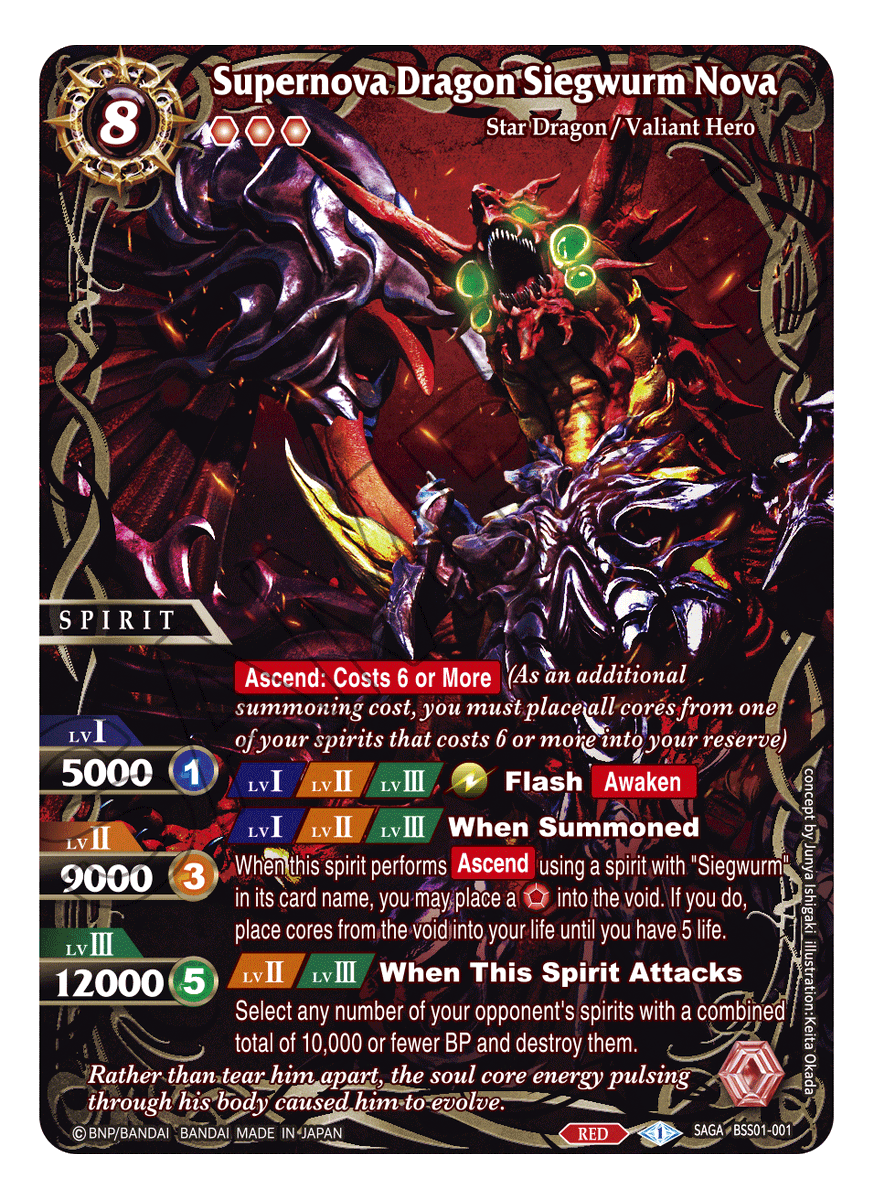 8
Supernova Dragon Siegwurm Nova
Star Dragon / Valiant Hero
SPIRIT
Ascend: Costs 6 or More (As an additional
summoning cost, you must place all cores from one
of your spirits that costs 6 or more into your reserve)
LV I
5000 1
LV I LV II LV III Flash Awaken
LV I LV II LV III When Summoned
LV II
9000 3
When this spirit performs Ascend using a spirit with "Siegwurm"
in its card name, you may place a into the void. If you do,
place cores from the void into your life until you have 5 life.
LV III
12000 5
LV II LV III When This Spirit Attacks
Select any number of your opponent's spirits with a combined
total of 10,000 or fewer BP and destroy them.
Rather than tear him apart, the soul core energy pulsing
through his body caused him to evolve.
concept by Junya Ishigaki illustration:Keita Okada
©BNP/BANDAI BANDAI MADE IN JAPAN
RED 1 SAGA BSS01-001